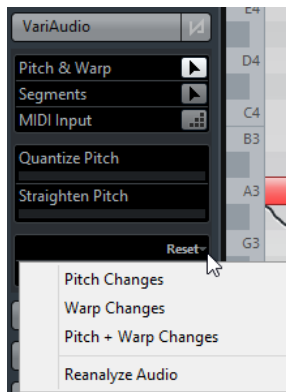 VariAudio
E4
Pitch & Warp
D4
Segments
MIDI Input
C4
B3
Quantize Pitch
Straighten Pitch
A3
Reset
G3
Pitch Changes
Warp Changes
Pitch + Warp Changes
Reanalyze Audio